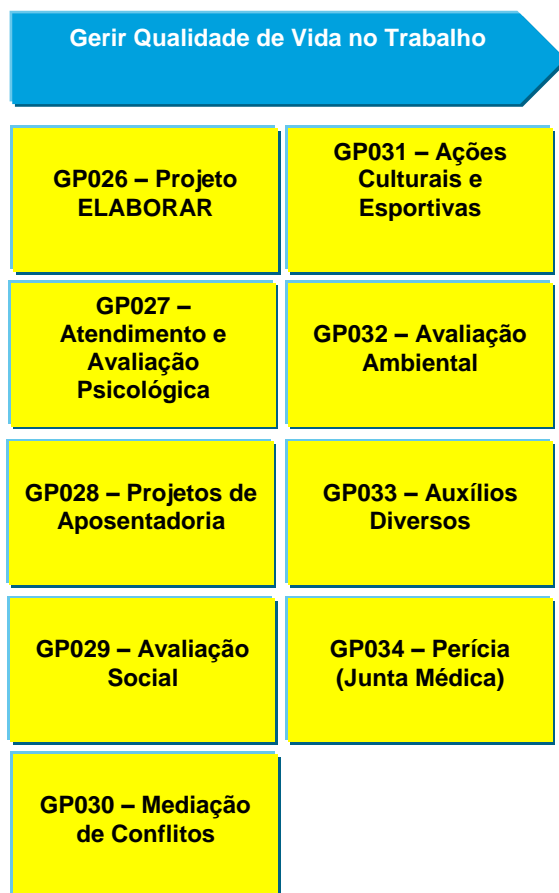 Gerir Qualidade de Vida no Trabalho
GP026 – Projeto
ELABORAR
GP027 –
Atendimento e
Avaliação
Psicológica
GP028 – Projetos de
Aposentadoria
GP029 – Avaliação
Social
GP030 – Mediação
de Conflitos
GP031 – Ações
Culturais e
Esportivas
GP032 – Avaliação
Ambiental
GP033 – Auxílios
Diversos
GP034 – Perícia
(Junta Médica)